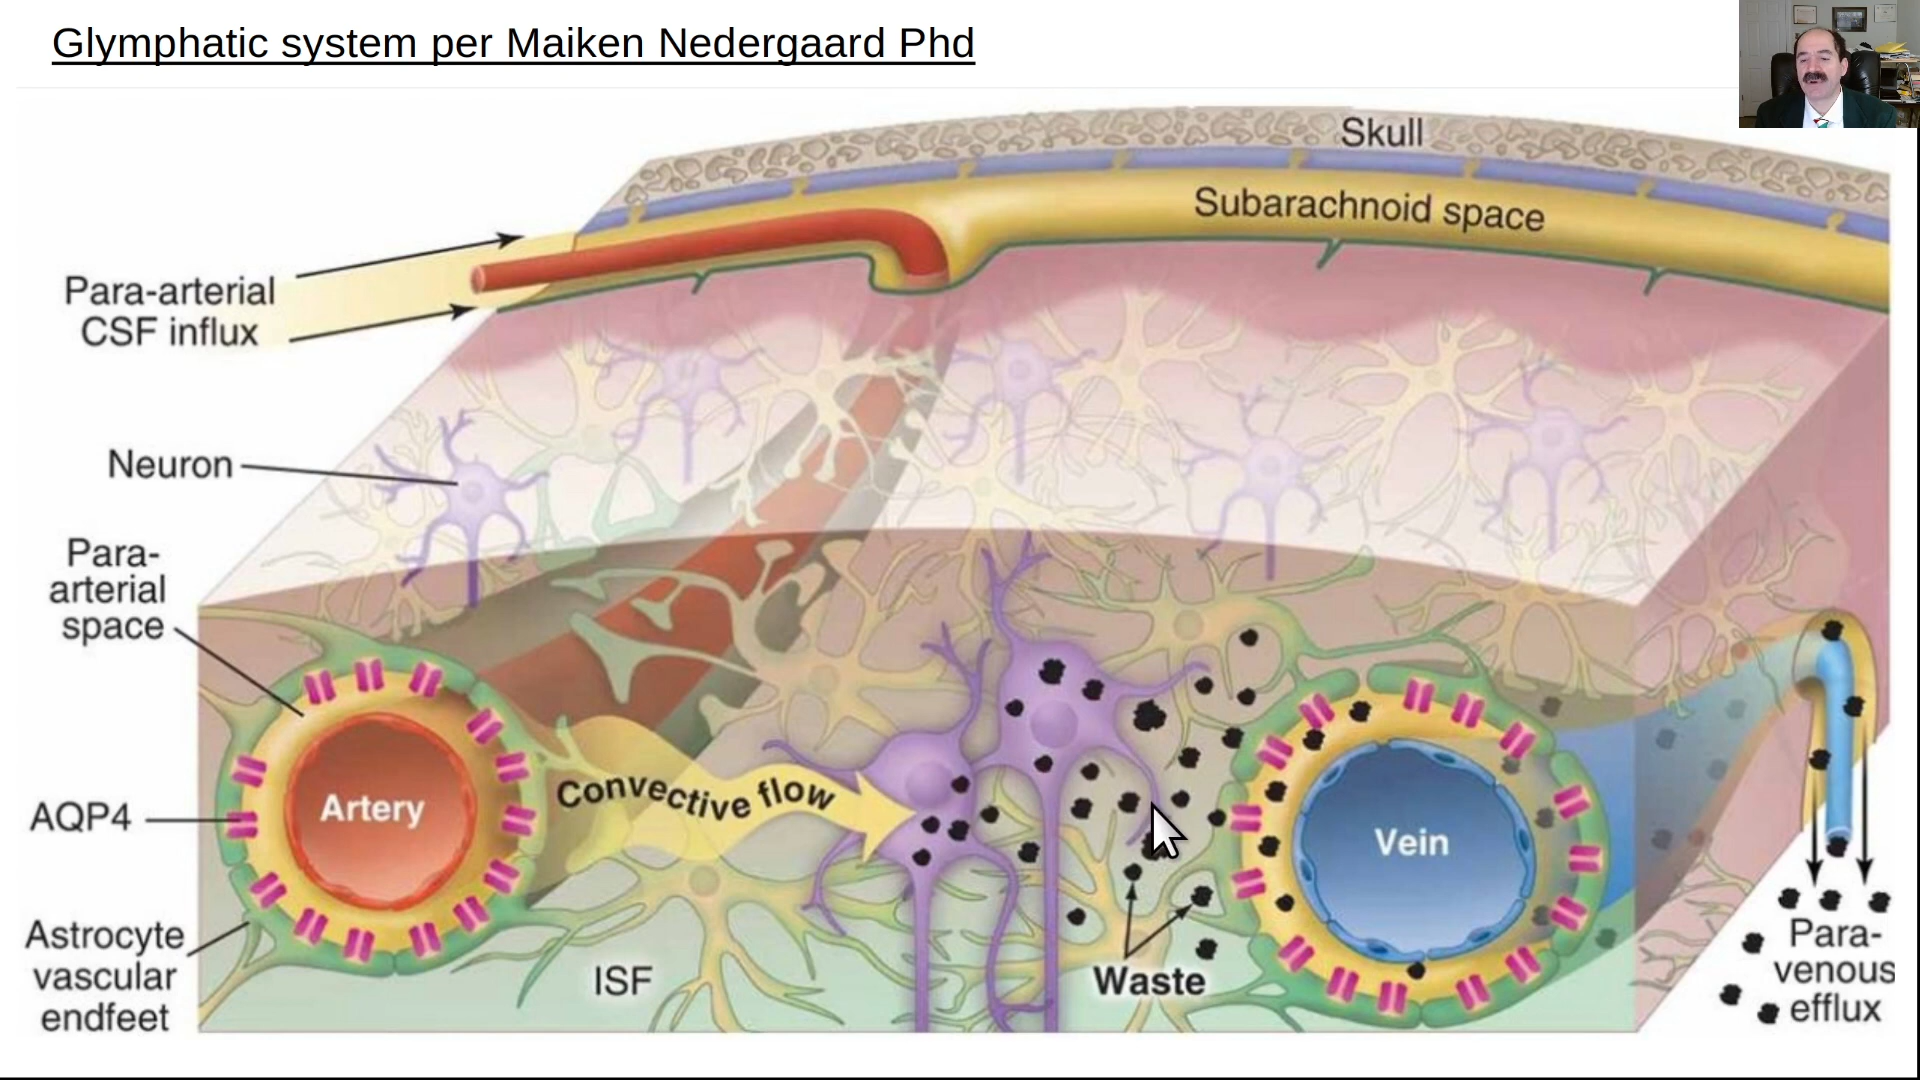 Glymphatic system per Maiken Nedergaard Phd
Skull
Subarachnoid space
Para-arterial
CSF influx
Neuron
Para-
arterial
space
AQP4
Artery
Convective flow
Vein
Astrocyte
vascular
endfeet
ISF
Waste
Para-
venous
efflux